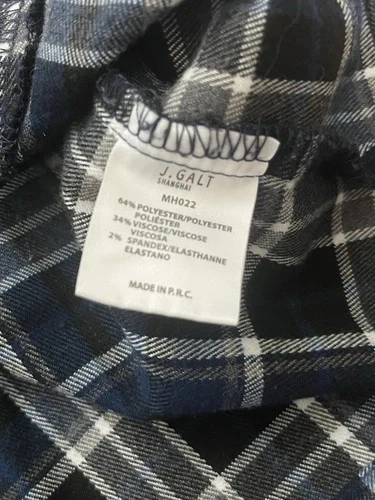 J.GALT
SHANGHAI
MH022
64% POLYESTER/POLYESTER
POLIÉSTER
34% VISCOSE/VISCOSE
VISCOSA
2% SPANDEX/ELASTHANNE
ELASTANO
MADE IN P.R.C.